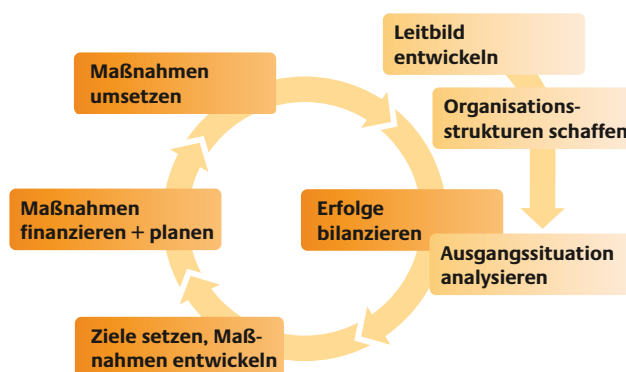 Leitbild
entwickeln
Maßnahmen
umsetzen
Organisations-
strukturen schaffen
Maßnahmen
finanzieren + planen
Erfolge
bilanzieren
Ausgangssituation
analysieren
Ziele setzen, Maß-
nahmen entwickeln